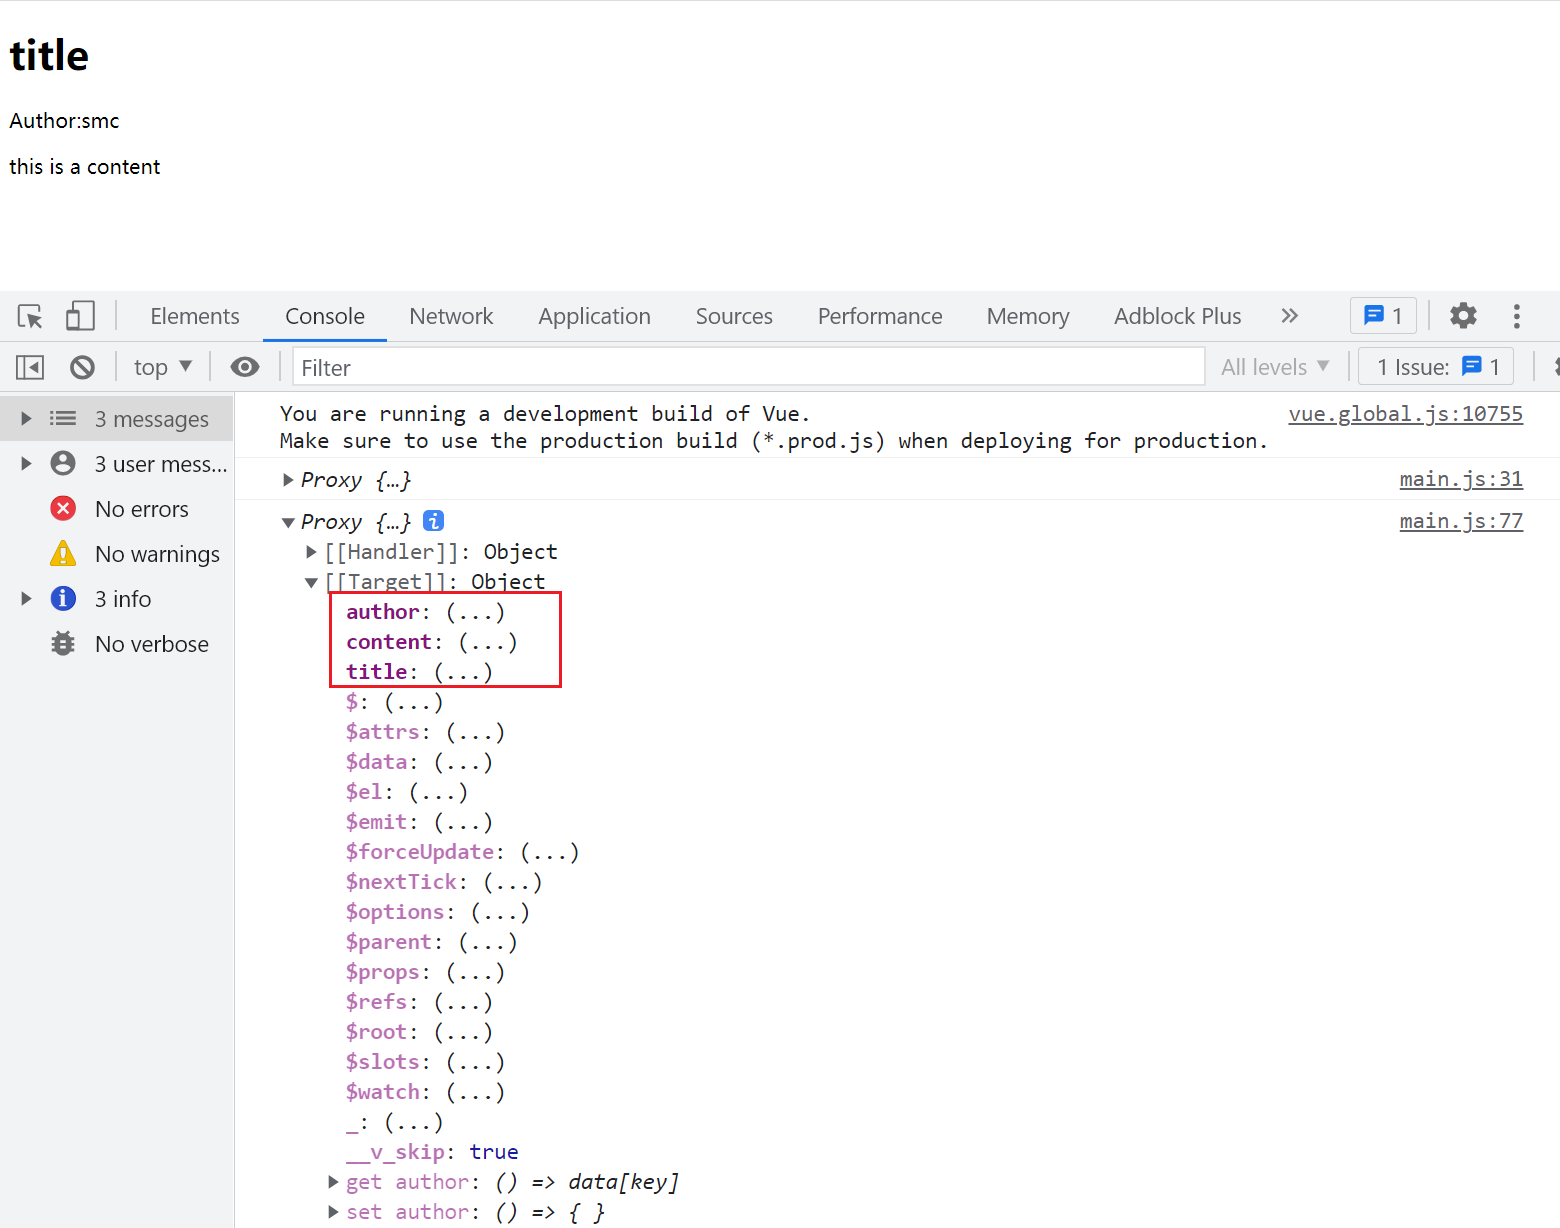 title
Author:smc
this is a content
Elements Console Network Application Sources Performance Memory Adblock Plus » 1
top ▼ Filter All levels ▼ 1 Issue: 1
3 messages
3 user mess...
No errors
No warnings
3 info
No verbose
You are running a development build of Vue. vue.global.js:10755
Make sure to use the production build (*.prod.js) when deploying for production.
▶ Proxy {…} main.js:31
▼ Proxy {…} i main.js:77
▶ [[Handler]]: Object
▼ [[Target]]: Object
author: (...)
content: (...)
title: (...)
$: (...)
$attrs: (...)
$data: (...)
$el: (...)
$emit: (...)
$forceUpdate: (...)
$nextTick: (...)
$options: (...)
$parent: (...)
$props: (...)
$refs: (...)
$root: (...)
$slots: (...)
$watch: (...)
_: (...)
__v_skip: true
▶ get author: () => data[key]
▶ set author: () => { }